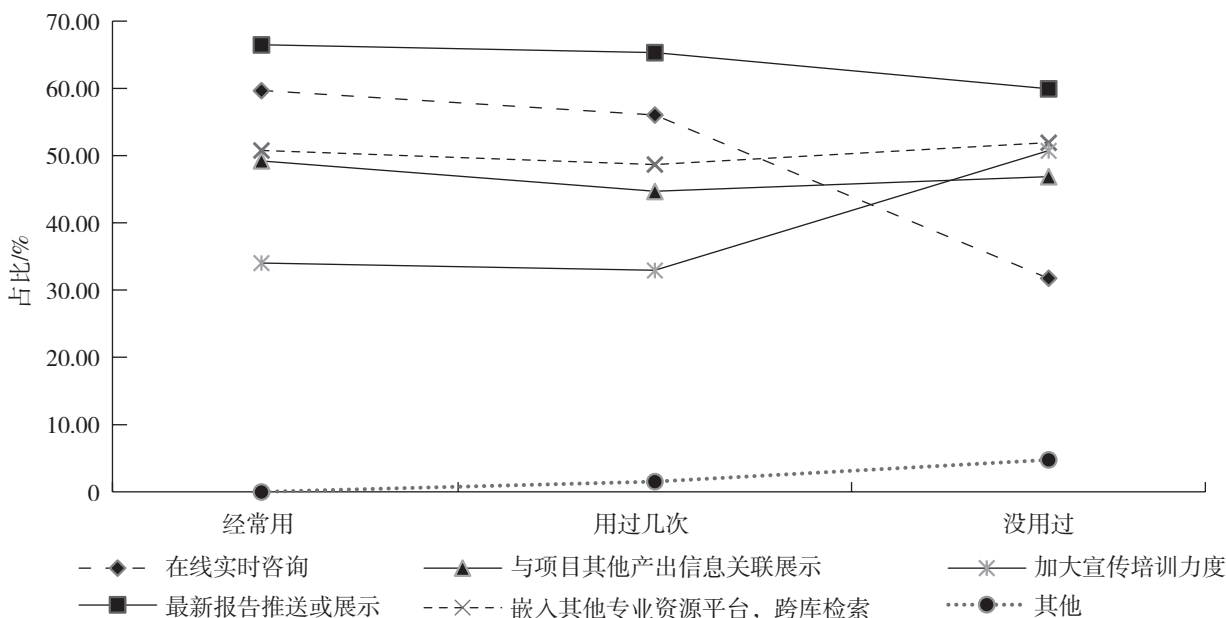 70.00
60.00
50.00
40.00
30.00
20.00
10.00
0
占比/%
经常用 用过几次 没用过
在线实时咨询 与项目其他产出信息关联展示 加大宣传培训力度
最新报告推送或展示 嵌入其他专业资源平台，跨库检索 其他